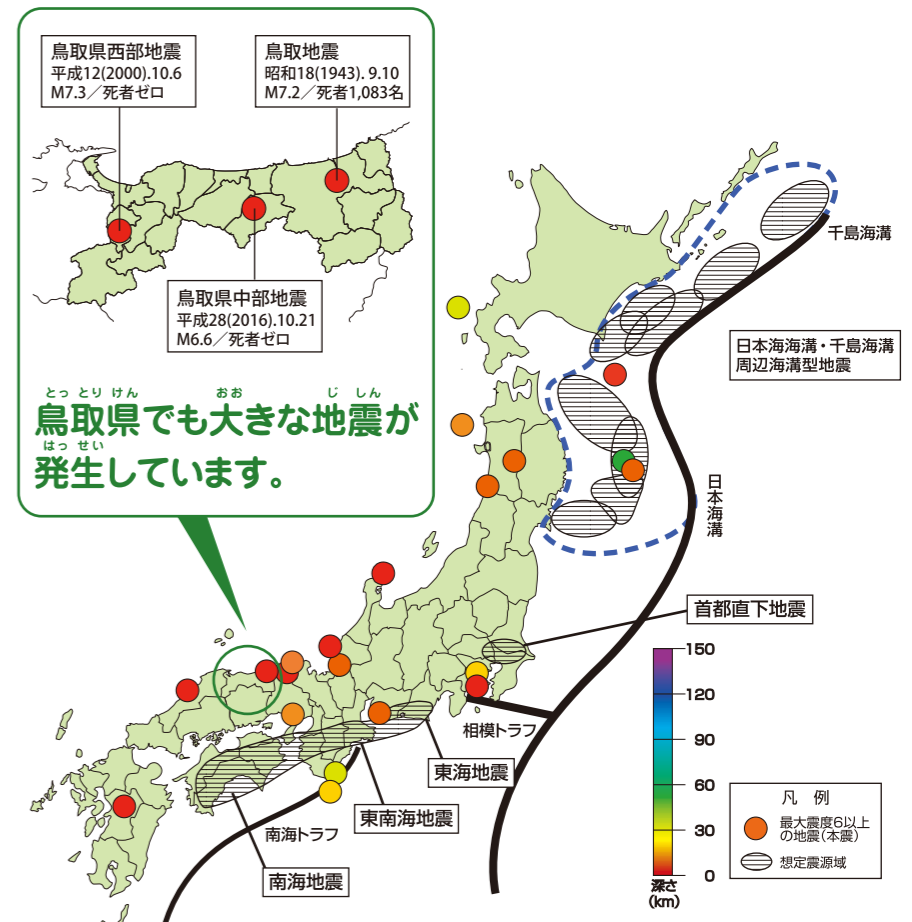 鳥取県西部地震
平成12(2000).10.6
M7.3／死者ゼロ
鳥取地震
昭和18(1943). 9.10
M7.2／死者1,083名
鳥取県中部地震
平成28(2016).10.21
M6.6／死者ゼロ
とっ とり けん おお じ しん
鳥取県でも大きな地震が
はっ せい
発生しています。
千島海溝
日本海海溝・千島海溝
周辺海溝型地震
日本海溝
首都直下地震
相模トラフ
東海地震
東南海地震
南海トラフ
南海地震
150
120
90
60
30
0
深さ
(km)
凡 例
最大震度6以上
の地震(本震)
想定震源域